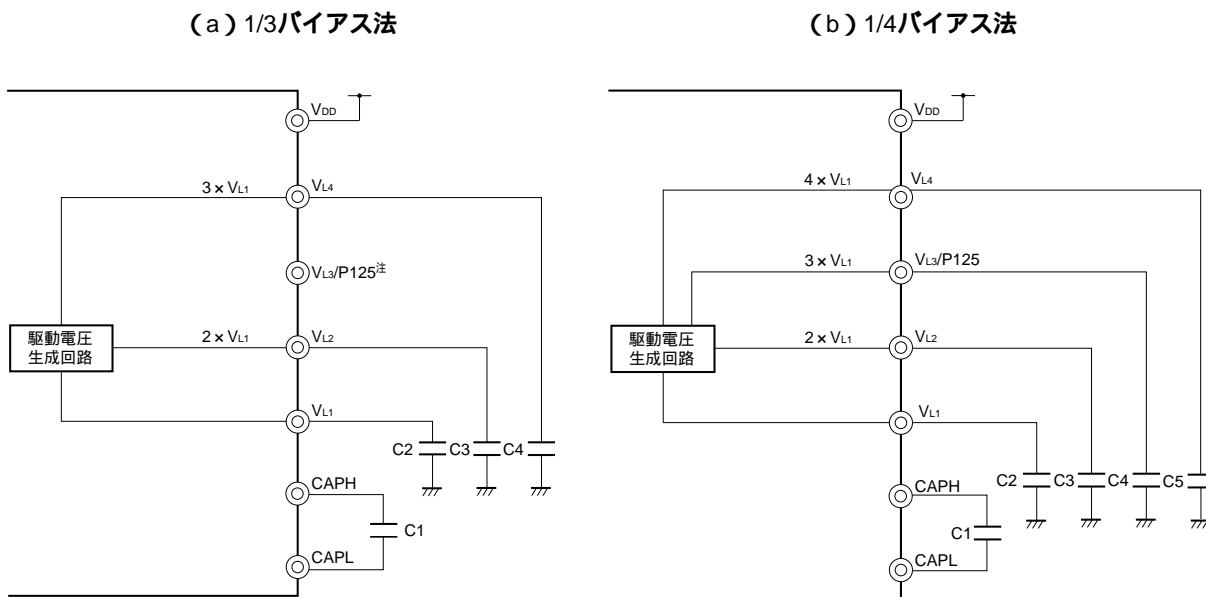 (a) 1/3バイアス法
VDD
3 × VL1
VL4
VL3/P125注
駆動電圧
生成回路
2 × VL1
VL2
VL1
C2
C3
C4
CAPH
C1
CAPL
(b) 1/4バイアス法
VDD
4 × VL1
VL4
3 × VL1
VL3/P125
駆動電圧
生成回路
2 × VL1
VL2
VL1
C2
C3
C4
C5
CAPH
C1
CAPL